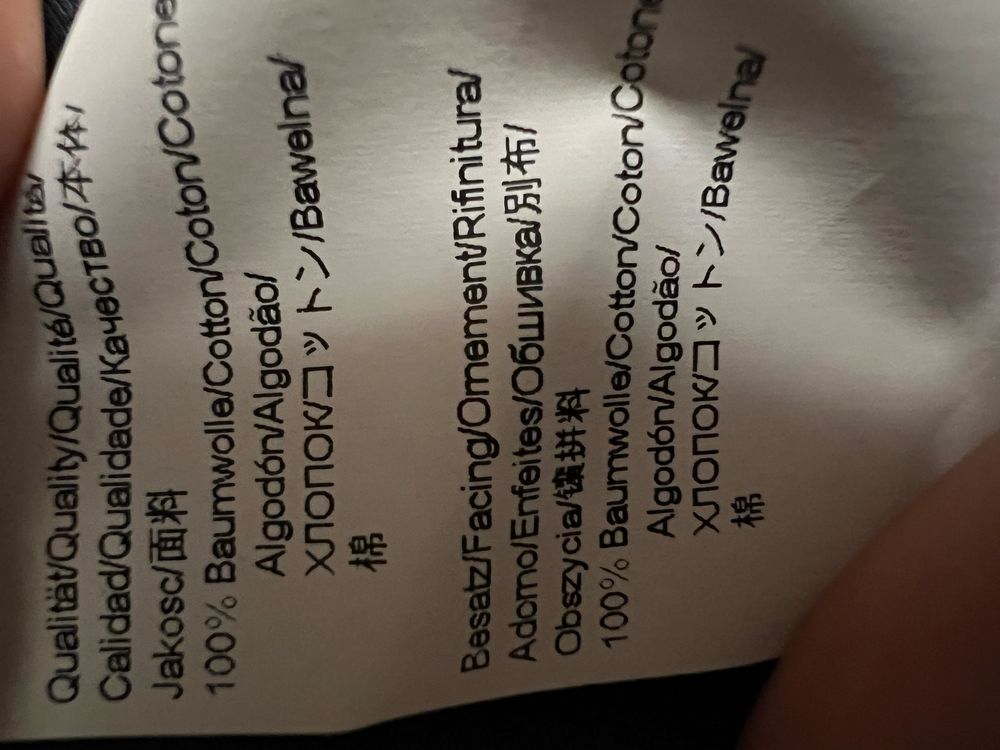 Qualität/Quality/Qualité/Qualità/
Calidad/Qualidade/Качество/本体/
Jakosc/面料
100% Baumwolle/Cotton/Coton/Cotone
Algodón/Algodão/
ХЛОПОК/コットン/Bawelna/
棉
Besatz/Facing/Ornement/Rifinitura/
Adorno/Enfeites/Обшивка/別布/
Obszycia/镶拼料
100% Baumwolle/Cotton/Coton/Cotone
Algodón/Algodão/
ХЛОПОК/コットン/Bawelna/
棉